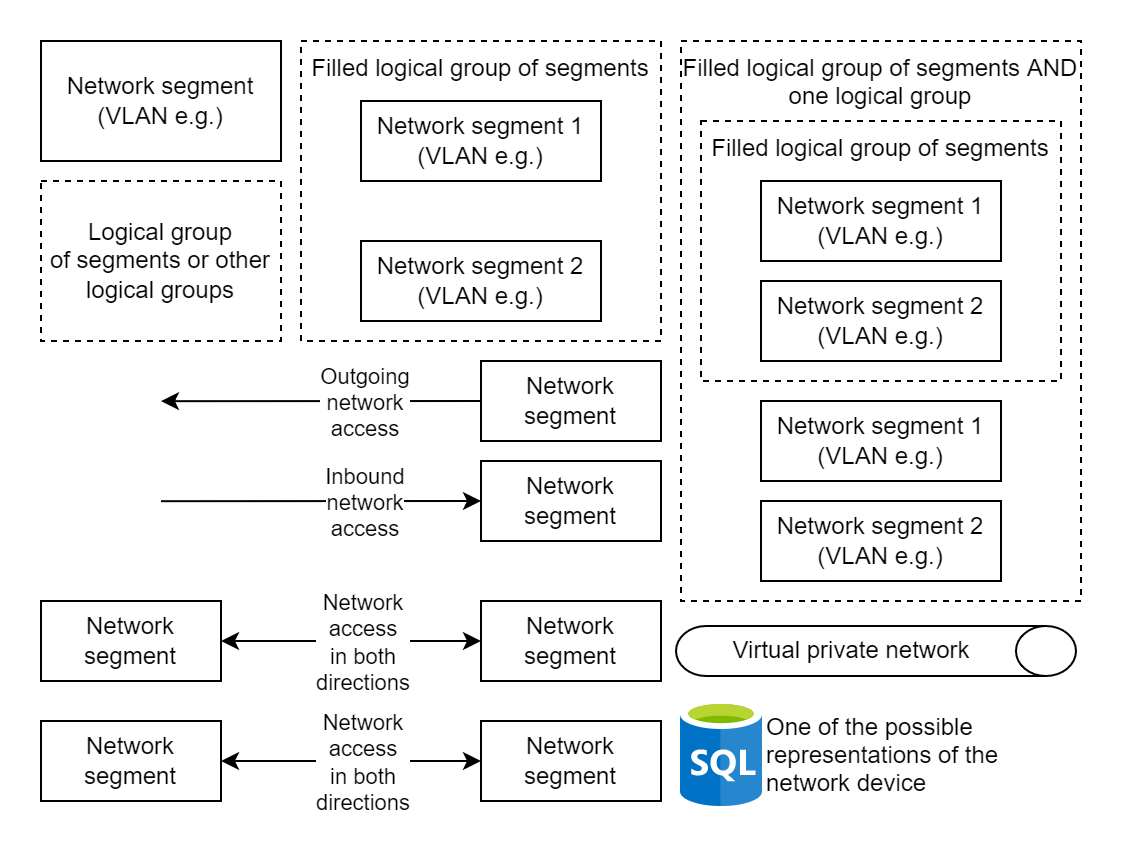 Network segment
(VLAN e.g.)
Logical group
of segments or other
logical groups
Filled logical group of segments
Network segment 1
(VLAN e.g.)
Network segment 2
(VLAN e.g.)
Filled logical group of segments AND
one logical group
Filled logical group of segments
Network segment 1
(VLAN e.g.)
Network segment 2
(VLAN e.g.)
Network segment 1
(VLAN e.g.)
Network segment 2
(VLAN e.g.)
Outgoing
network
access
Network
segment
Inbound
network
access
Network
segment
Network
segment
Network
access
in both
directions
Network
segment
Network
segment
Network
access
in both
directions
Network
segment
Virtual private network
SQL
One of the possible
representations of the
network device